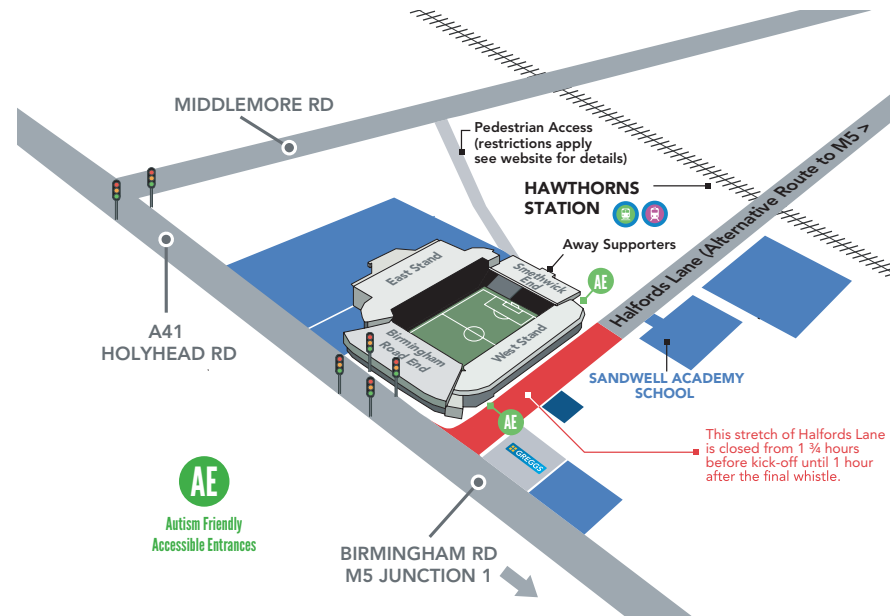 MIDDLEMORE RD
Pedestrian Access
(restrictions apply
see website for details)
HAWTHORNS
STATION
Away Supporters
Halfords Lane (Alternative Route to M5 >
East Stand
Smethwick
End
AE
A41
HOLYHEAD RD
Birmingham
Road End
West Stand
SANDWELL ACADEMY
SCHOOL
AE
GREGGS
This stretch of Halfords Lane
is closed from 1 ¾ hours
before kick-off until 1 hour
after the final whistle.
AE
Autism Friendly
Accessible Entrances
BIRMINGHAM RD
M5 JUNCTION 1